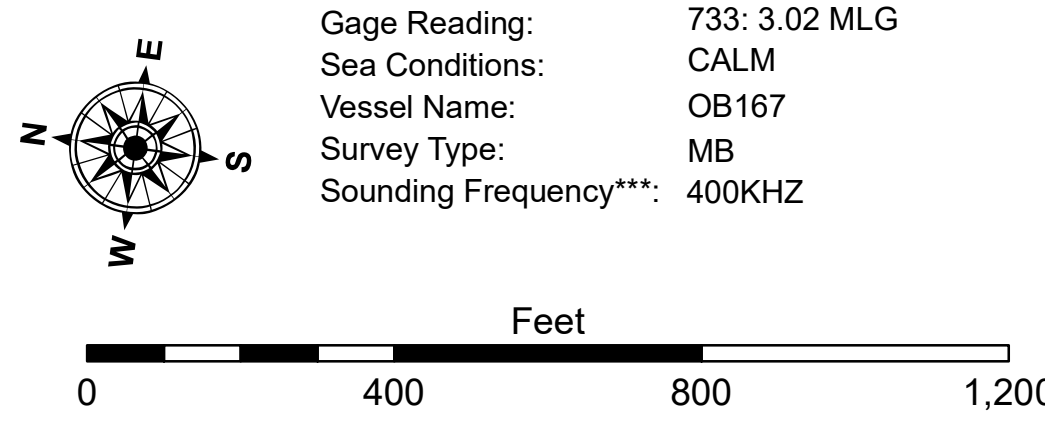 E
N
S
W
Gage Reading: 733: 3.02 MLG
Sea Conditions: CALM
Vessel Name: OB167
Survey Type: MB
Sounding Frequency***: 400KHZ
Feet
0 400 800 1,200